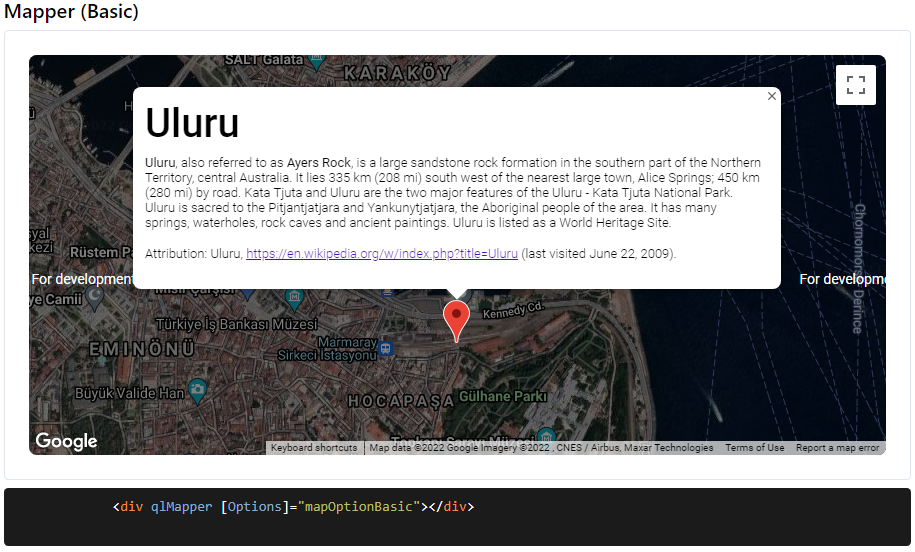 Mapper (Basic)
SALT Galata
KARAKÖY
H
Uluru
Uluru, also referred to as Ayers Rock, is a large sandstone rock formation in the southern part of the Northern
Territory, central Australia. It lies 335 km (208 mi) south west of the nearest large town, Alice Springs; 450 km
(280 mi) by road. Kata Tjuta and Uluru are the two major features of the Uluru - Kata Tjuta National Park.
Uluru is sacred to the Pitjantjatjara and Yankunytjatjara, the Aboriginal people of the area. It has many
springs, waterholes, rock caves and ancient paintings. Uluru is listed as a World Heritage Site.
Attribution: Uluru, https://en.wikipedia.org/w/index.php?title=Uluru (last visited June 22, 2009).
syal
kezi
Rüstem P
Chornomorsk Derince
For development
For developme
ye Camii
Mısır Çarşısı
Kennedy Cd.
Türkiye İş Bankası Müzesi
EMINÖNÜ
Marmaray
Sirkeci İstasyonu
Büyük Valide Han
HOCAPAŞA
Gülhane Parkı
Topkapı Sarayı Müzesi
Google
Keyboard shortcuts
Map data ©2022 Google Imagery ©2022 , CNES / Airbus, Maxar Technologies
Terms of Use
Report a map error
<div qlMapper [Options]="mapOptionBasic"></div>